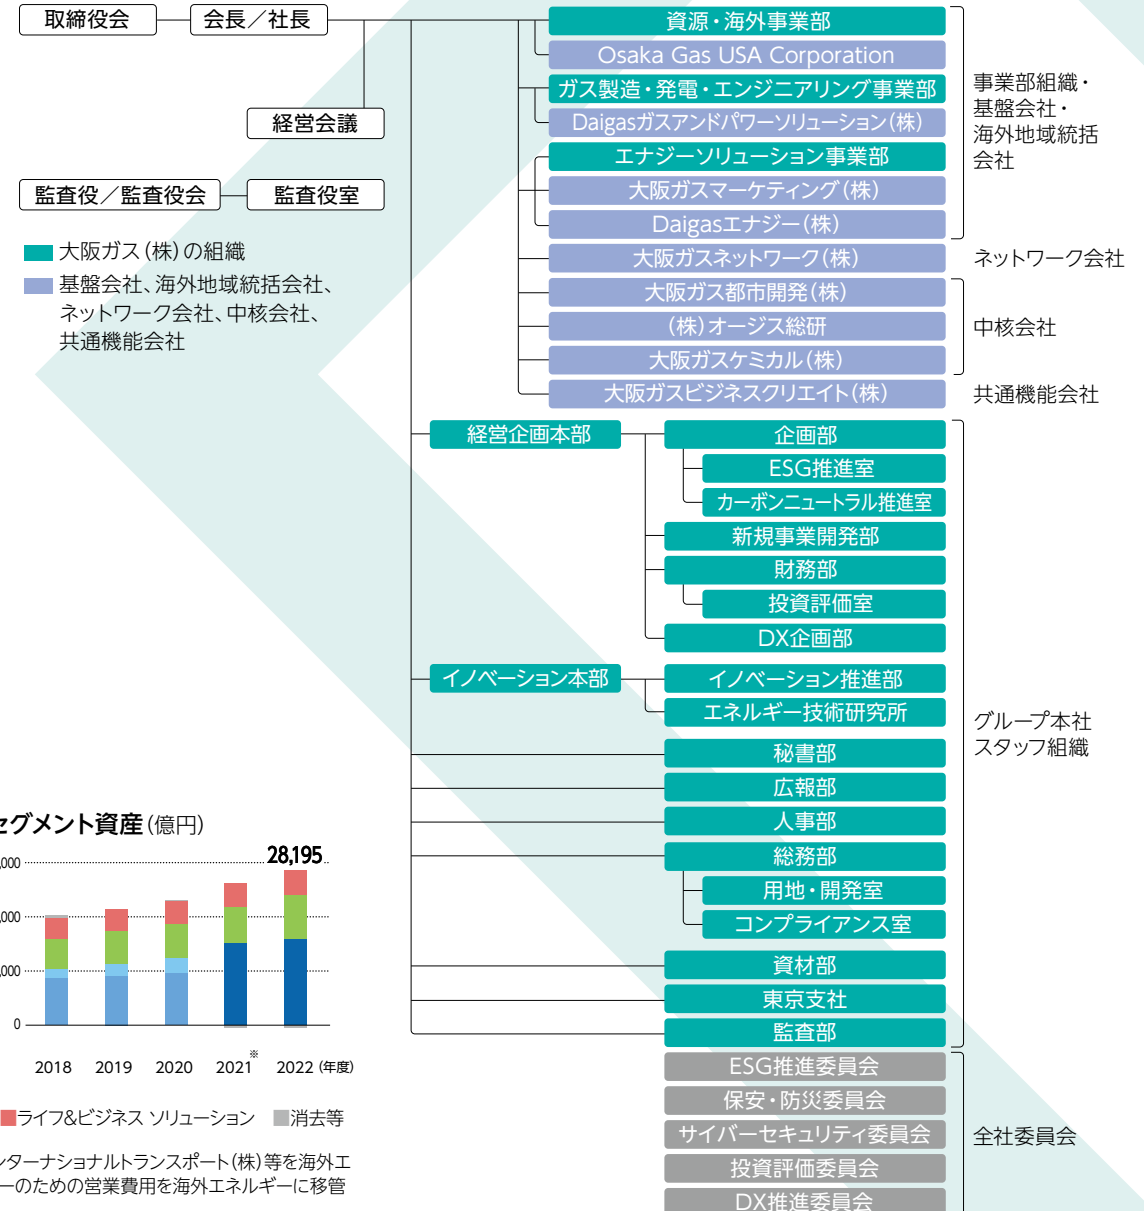 取締役会
会長／社長
経営会議
監査役／監査役会
監査役室
大阪ガス(株)の組織
基盤会社、海外地域統括会社、
ネットワーク会社、中核会社、
共通機能会社
資源・海外事業部
Osaka Gas USA Corporation
ガス製造・発電・エンジニアリング事業部
Daigasガスアンドパワーソリューション(株)
エナジーソリューション事業部
大阪ガスマーケティング(株)
Daigasエナジー(株)
事業部組織・
基盤会社・
海外地域統括
会社
大阪ガスネットワーク(株)
ネットワーク会社
大阪ガス都市開発(株)
(株)オージス総研
大阪ガスケミカル(株)
中核会社
大阪ガスビジネスクリエイト(株)
共通機能会社
経営企画本部
企画部
ESG推進室
カーボンニュートラル推進室
新規事業開発部
財務部
投資評価室
DX企画部
イノベーション本部
イノベーション推進部
エネルギー技術研究所
秘書部
広報部
人事部
総務部
用地・開発室
コンプライアンス室
資材部
東京支社
監査部
グループ本社
スタッフ組織
ESG推進委員会
保安・防災委員会
サイバーセキュリティ委員会
投資評価委員会
DX推進委員会
全社委員会
セグメント資産(億円)
28,195
,000
,000
,000
0
2018 2019 2020 2021※ 2022 (年度)
ライフ&ビジネス ソリューション 消去等
ンターナショナルトランスポート(株)等を海外エ
ーのための営業費用を海外エネルギーに移管